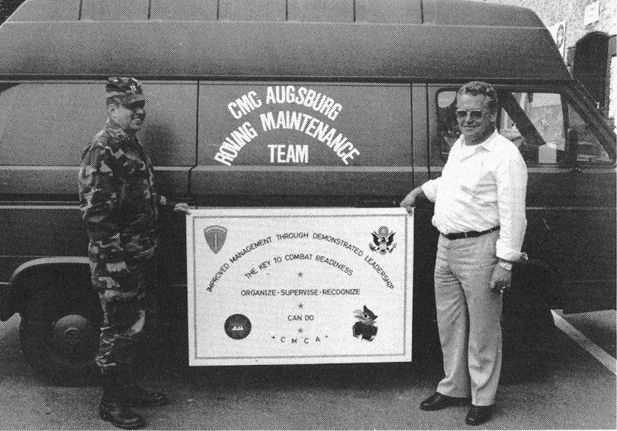 CMC AUGSBURG
ROVING MAINTENANCE
TEAM
IMPROVED MANAGEMENT THROUGH DEMONSTRATED LEADERSHIP
THE KEY TO COMBAT READINESS
ORGANIZE-SUPERVISE-RECOGNIZE
CAN DO
"CMCA"